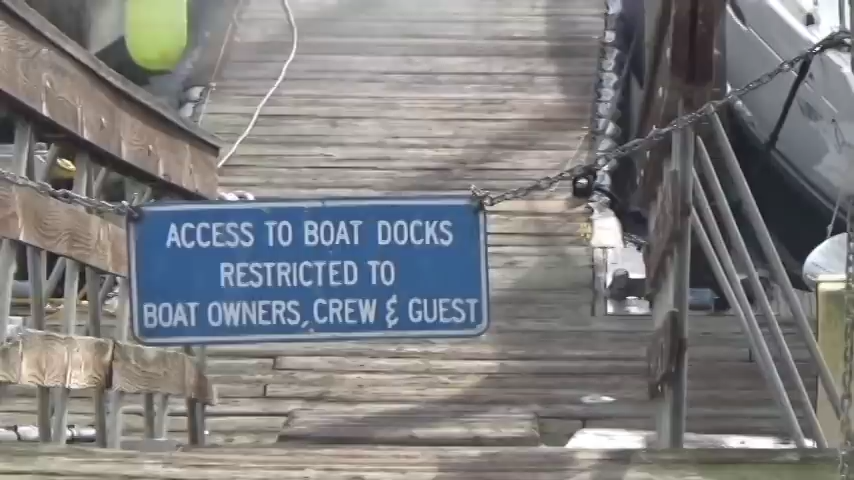 ACCESS TO BOAT DOCKS
RESTRICTED TO
BOAT OWNERS, CREW & GUEST